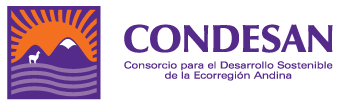 CONDESAN
Consorcio para el Desarrollo Sostenible
de la Ecorregión Andina